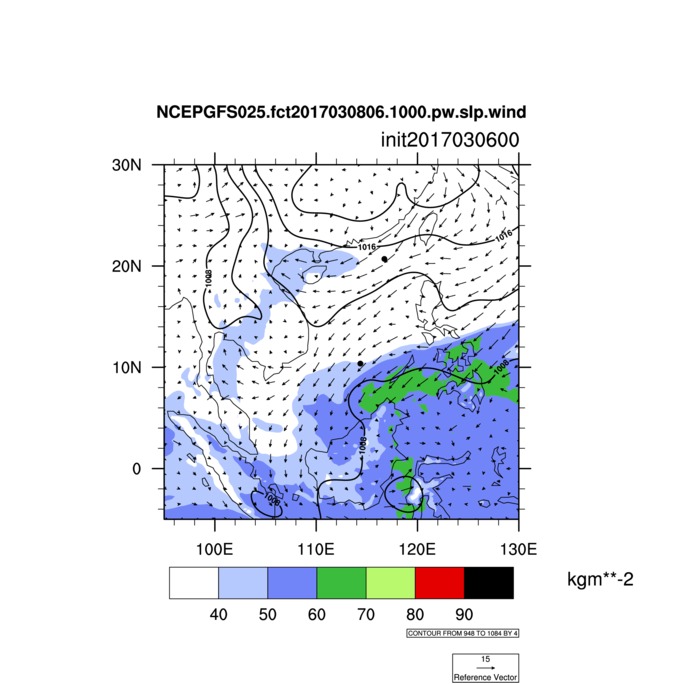 NCEPGFS025.fct2017030806.1000.pw.slp.wind
init2017030600
30N
20N
10N
0
1016
1016
1008
1008
1008
1008
100E 110E 120E 130E
kgm**-2
40 50 60 70 80 90
CONTOUR FROM 948 TO 1084 BY 4
15
Reference Vector